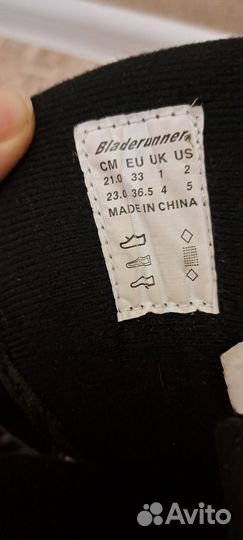 Bladerunner
CM EU UK US
21.0 33 1 2
23.0 36.5 4 5
MADE IN CHINA
Avito